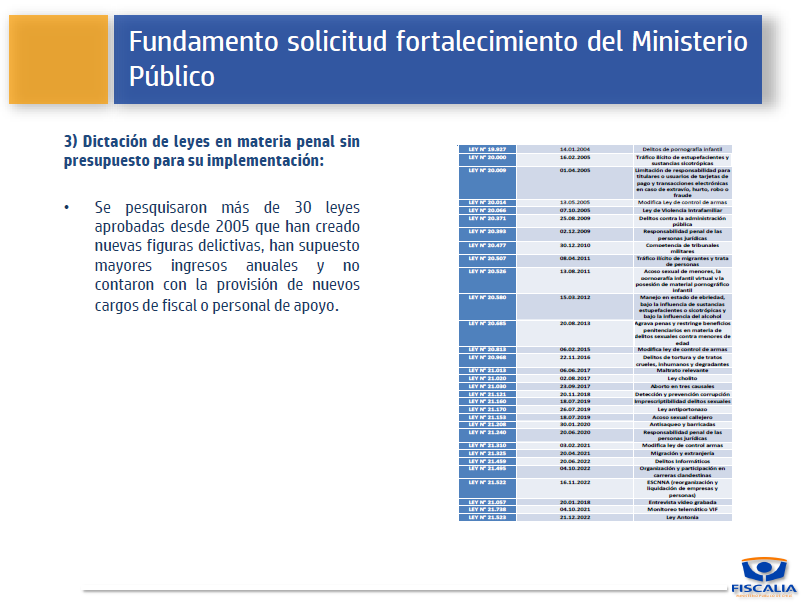 Fundamento solicitud fortalecimiento del Ministerio
Público
3) Dictación de leyes en materia penal sin
presupuesto para su implementación:
• Se pesquisaron más de 30 leyes
aprobadas desde 2005 que han creado
nuevas figuras delictivas, han supuesto
mayores ingresos anuales y no
contaron con la provisión de nuevos
cargos de fiscal o personal de apoyo.
LEY N° 19.927 14.01.2004 Delitos de pornografía infantil
LEY N° 20.000 16.02.2005 Tráfico ilícito de estupefacientes y
sustancias sicotrópicas
LEY N° 20.009 01.04.2005 Limitación de responsabilidad para
titulares o usuarios de tarjetas de
pago y transacciones electrónicas
en caso de extravío, hurto, robo o
fraude
LEY N° 20.014 13.05.2005 Modifica Ley de control de armas
LEY N° 20.066 07.10.2005 Ley de Violencia Intrafamiliar
LEY N° 20.371 25.08.2009 Delitos contra la administración
pública
LEY N° 20.393 02.12.2009 Responsabilidad penal de las
personas jurídicas
LEY N° 20.477 30.12.2010 Competencia de tribunales
militares
LEY N° 20.507 08.04.2011 Tráfico ilícito de migrantes y trata
de personas
LEY N° 20.526 13.08.2011 Acoso sexual de menores, la
pornografía infantil virtual y la
posesión de material pornográfico
infantil
LEY N° 20.580 15.03.2012 Manejo en estado de ebriedad,
bajo la influencia de sustancias
estupefacientes o sicotrópicas y
bajo la influencia del alcohol
LEY N° 20.685 20.08.2013 Agrava penas y restringe beneficios
penitenciarios en materia de
delitos sexuales contra menores de
edad
LEY N° 20.813 06.02.2015 Modifica ley de control de armas
LEY N° 20.968 22.11.2016 Delitos de tortura y de tratos
crueles, inhumanos y degradantes
LEY N° 21.013 06.06.2017 Maltrato relevante
LEY N° 21.020 02.08.2017 Ley cholito
LEY N° 21.030 23.09.2017 Aborto en tres causales
LEY N° 21.121 20.11.2018 Detección y prevención corrupción
LEY N° 21.160 18.07.2019 Imprescriptibilidad delitos sexuales
LEY N° 21.170 26.07.2019 Ley antiportonazo
LEY N° 21.153 18.07.2019 Acoso sexual callejero
LEY N° 21.208 30.01.2020 Antisaqueo y barricadas
LEY N° 21.240 20.06.2020 Responsabilidad penal de las
personas jurídicas
LEY N° 21.310 03.02.2021 Modifica ley de control armas
LEY N° 21.325 20.04.2021 Migración y extranjería
LEY N° 21.459 20.06.2022 Delitos Informáticos
LEY N° 21.495 04.10.2022 Organización y participación en
carreras clandestinas
LEY N° 21.522 16.11.2022 ESCNNA (reorganización y
liquidación de empresas y
personas)
LEY N° 21.057 20.01.2018 Entrevista video grabada
LEY N° 21.738 04.10.2021 Monitoreo telemático VIF
LEY N° 21.523 21.12.2022 Ley Antonia
FISCALIA